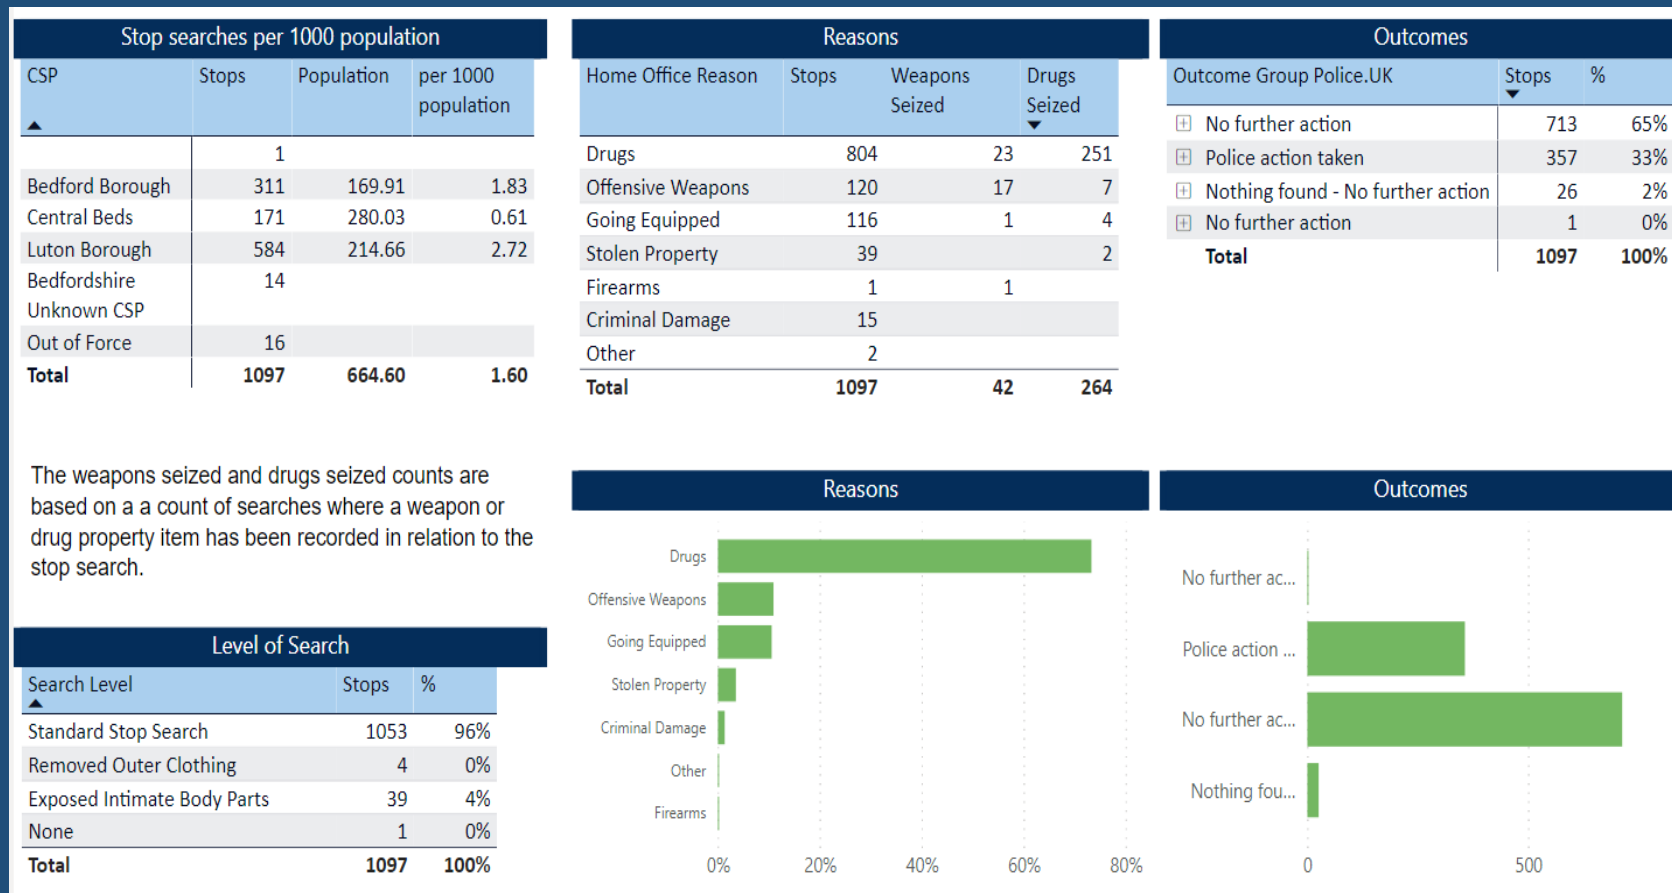 Stop searches per 1000 population
CSP Stops Population per 1000 population
1
Bedford Borough 311 169.91 1.83
Central Beds 171 280.03 0.61
Luton Borough 584 214.66 2.72
Bedfordshire Unknown CSP 14
Out of Force 16
Total 1097 664.60 1.60
The weapons seized and drugs seized counts are
based on a a count of searches where a weapon or
drug property item has been recorded in relation to the
stop search.
Level of Search
Search Level Stops %
Standard Stop Search 1053 96%
Removed Outer Clothing 4 0%
Exposed Intimate Body Parts 39 4%
None 1 0%
Total 1097 100%
Reasons
Home Office Reason Stops Weapons Seized Drugs Seized
Drugs 804 23 251
Offensive Weapons 120 17 7
Going Equipped 116 1 4
Stolen Property 39 2
Firearms 1 1
Criminal Damage 15
Other 2
Total 1097 42 264
Reasons
Drugs
Offensive Weapons
Going Equipped
Stolen Property
Criminal Damage
Other
Firearms
0% 20% 40% 60% 80%
Outcomes
Outcome Group Police.UK Stops %
No further action 713 65%
Police action taken 357 33%
Nothing found - No further action 26 2%
No further action 1 0%
Total 1097 100%
Outcomes
No further ac...
Police action ...
No further ac...
Nothing fou...
0 500